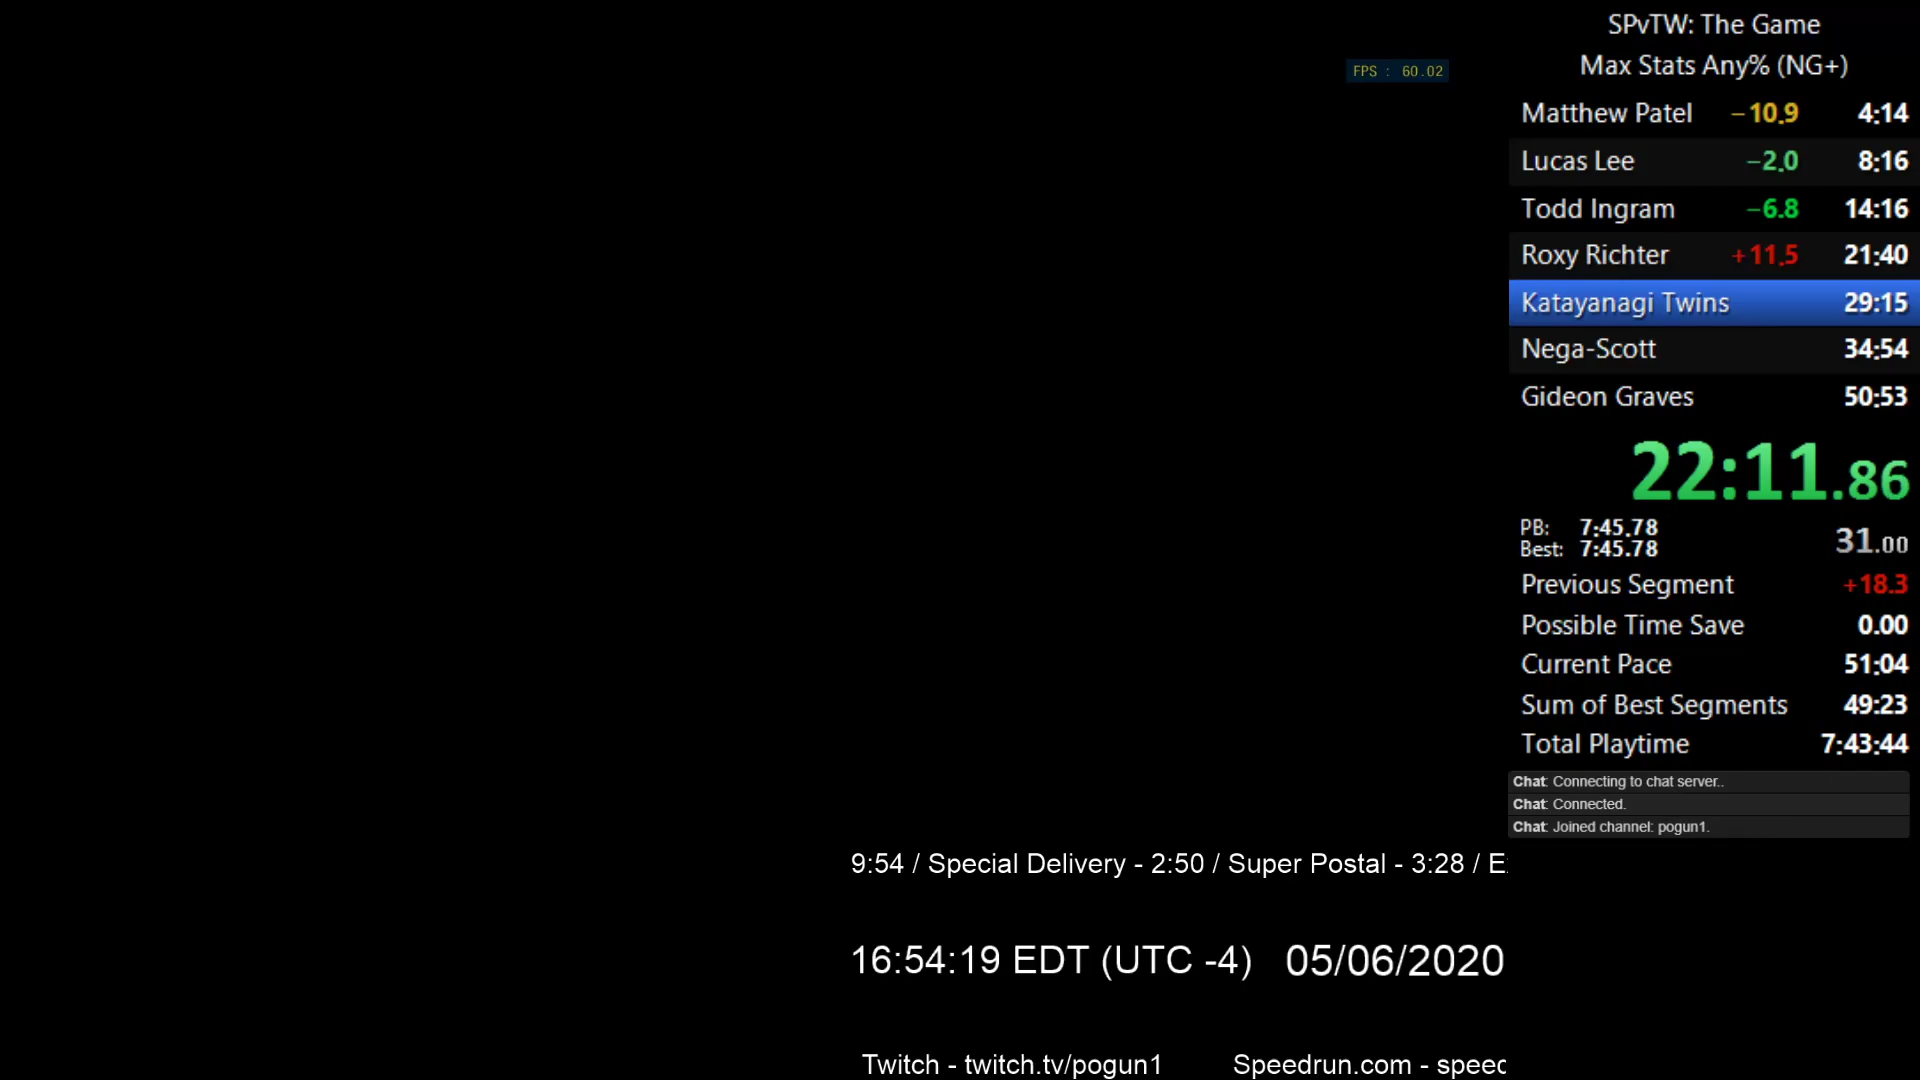 SPvTW: The Game
Max Stats Any% (NG+)
FPS : 60.02
Matthew Patel −10.9 4:14
Lucas Lee −2.0 8:16
Todd Ingram −6.8 14:16
Roxy Richter +11.5 21:40
Katayanagi Twins 29:15
Nega-Scott 34:54
Gideon Graves 50:53
22:11.86
PB: 7:45.78
Best: 7:45.78
31.00
Previous Segment +18.3
Possible Time Save 0.00
Current Pace 51:04
Sum of Best Segments 49:23
Total Playtime 7:43:44
Chat: Connecting to chat server..
Chat: Connected.
Chat: Joined channel: pogun1.
9:54 / Special Delivery - 2:50 / Super Postal - 3:28 /
16:54:19 EDT (UTC -4) 05/06/2020
Twitch - twitch.tv/pogun1 Speedrun.com - speed